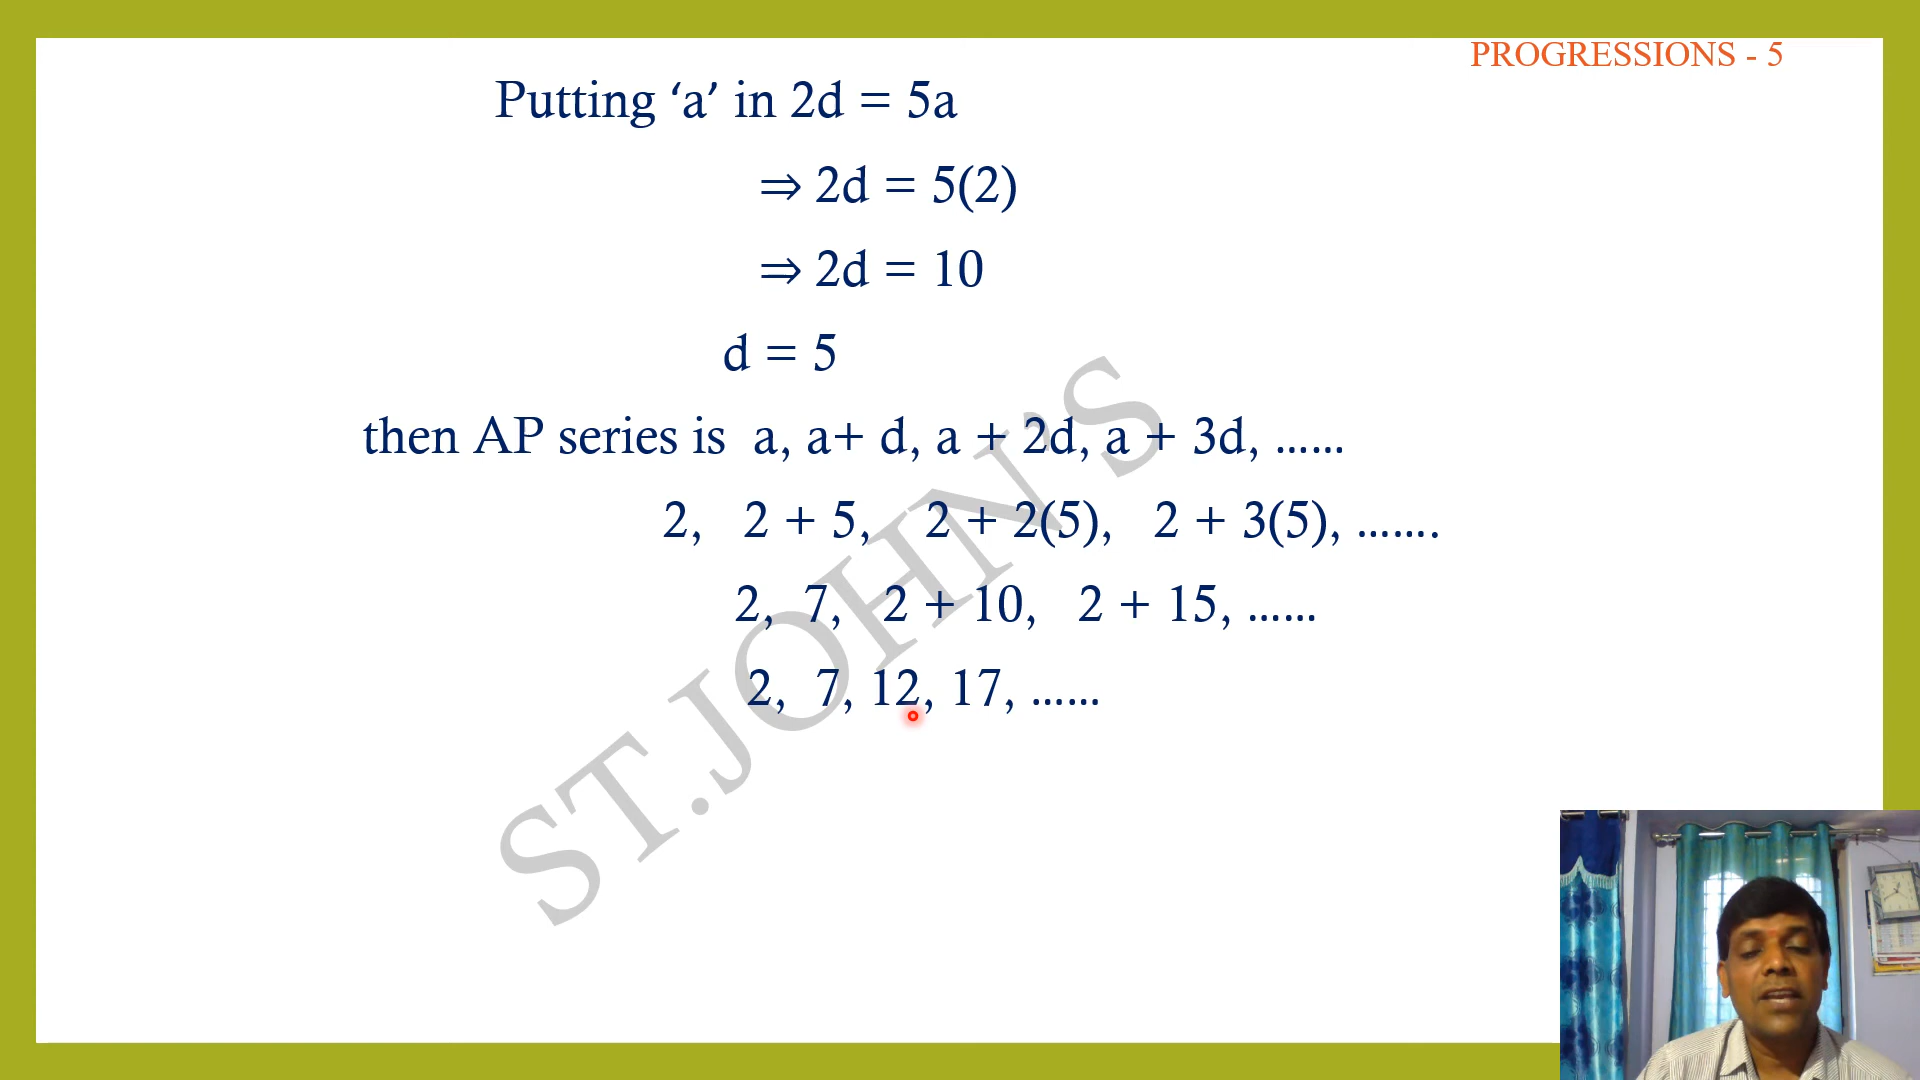 PROGRESSIONS - 5
Putting ‘a’ in 2d = 5a
⇒ 2d = 5(2)
⇒ 2d = 10
d = 5
then AP series is a, a+ d, a + 2d, a + 3d, ......
2, 2 + 5, 2 + 2(5), 2 + 3(5), .......
2, 7, 2 + 10, 2 + 15, ......
2, 7, 12, 17, ......
ST.JOHN’S